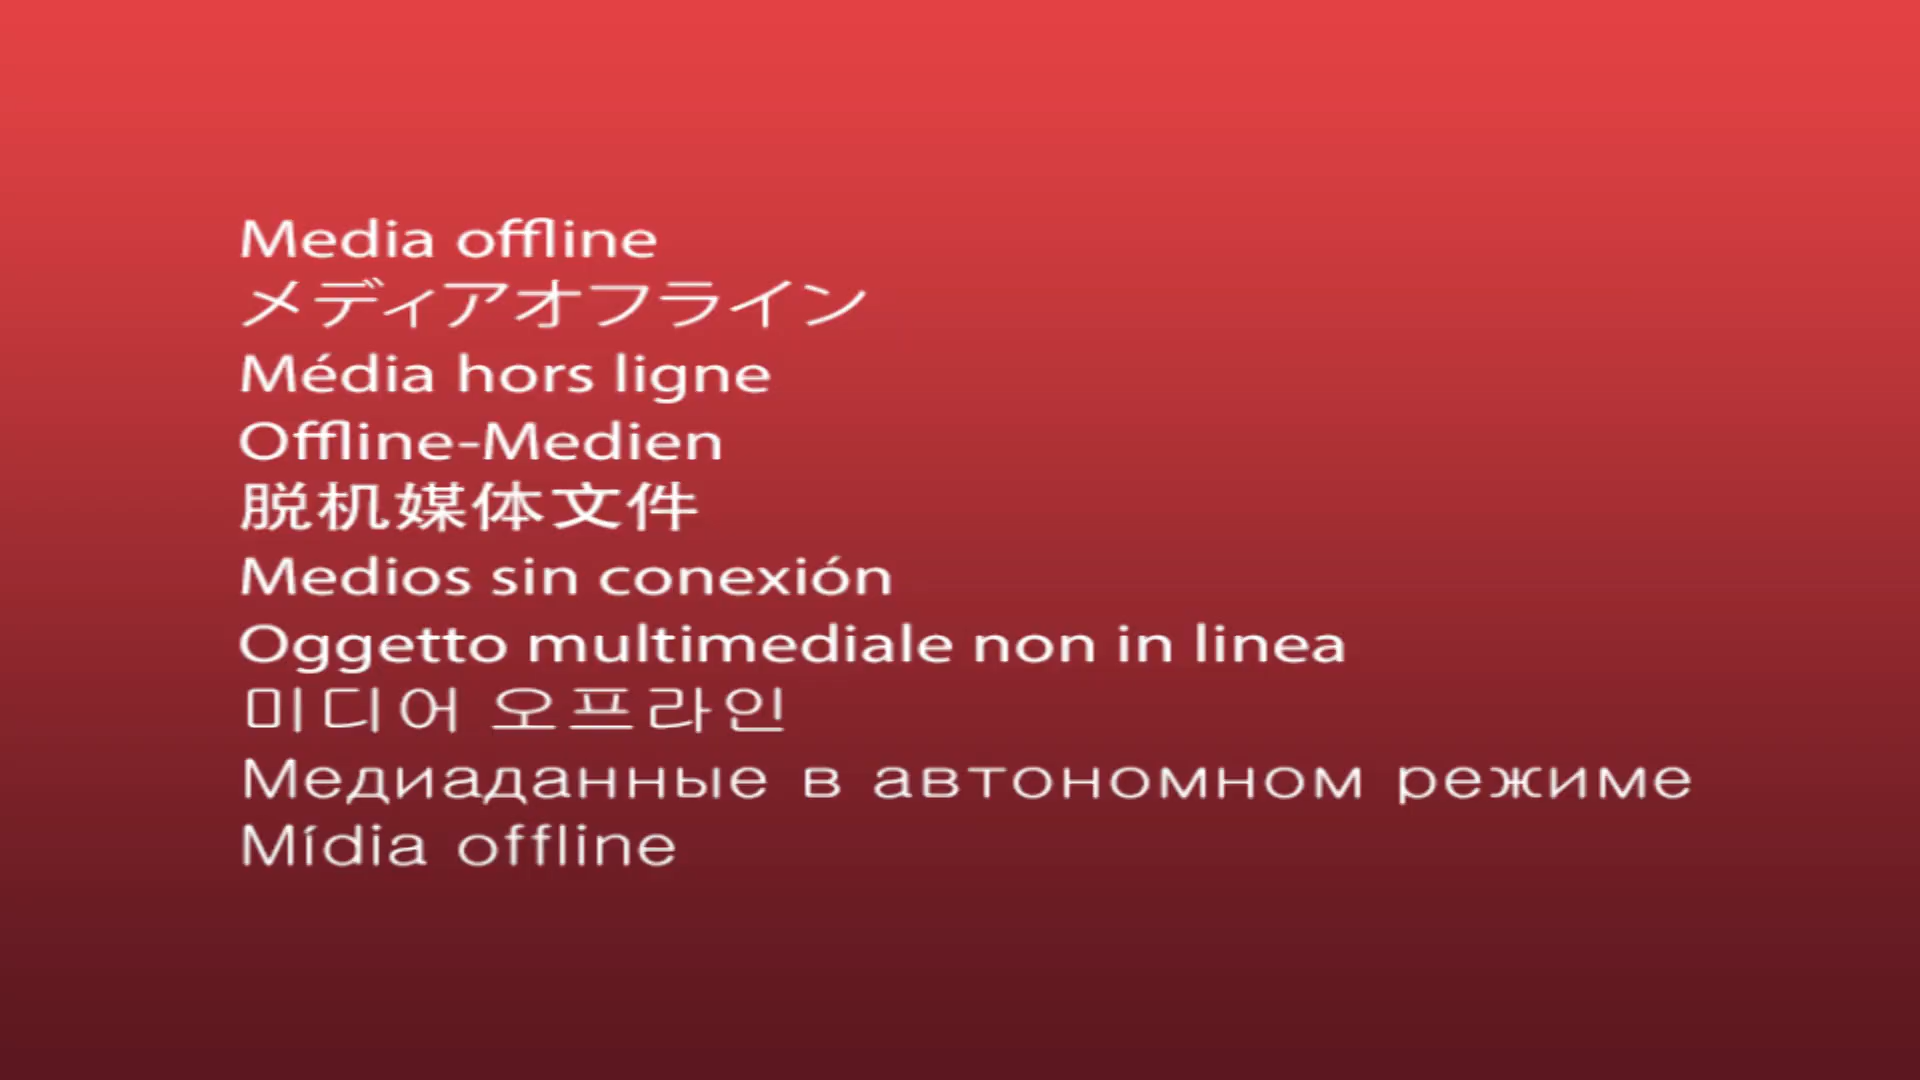 Media offline
メディアオフライン
Média hors ligne
Offline-Medien
脱机媒体文件
Medios sin conexión
Oggetto multimediale non in linea
미디어 오프라인
Медиаданные в автономном режиме
Mídia offline